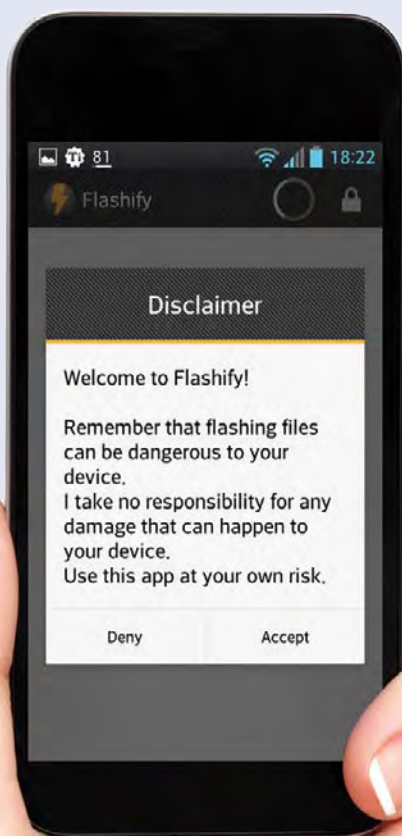 81 18:22
Flashify
Disclaimer
Welcome to Flashify!
Remember that flashing files
can be dangerous to your
device.
I take no responsibility for any
damage that can happen to
your device.
Use this app at your own risk.
Deny Accept